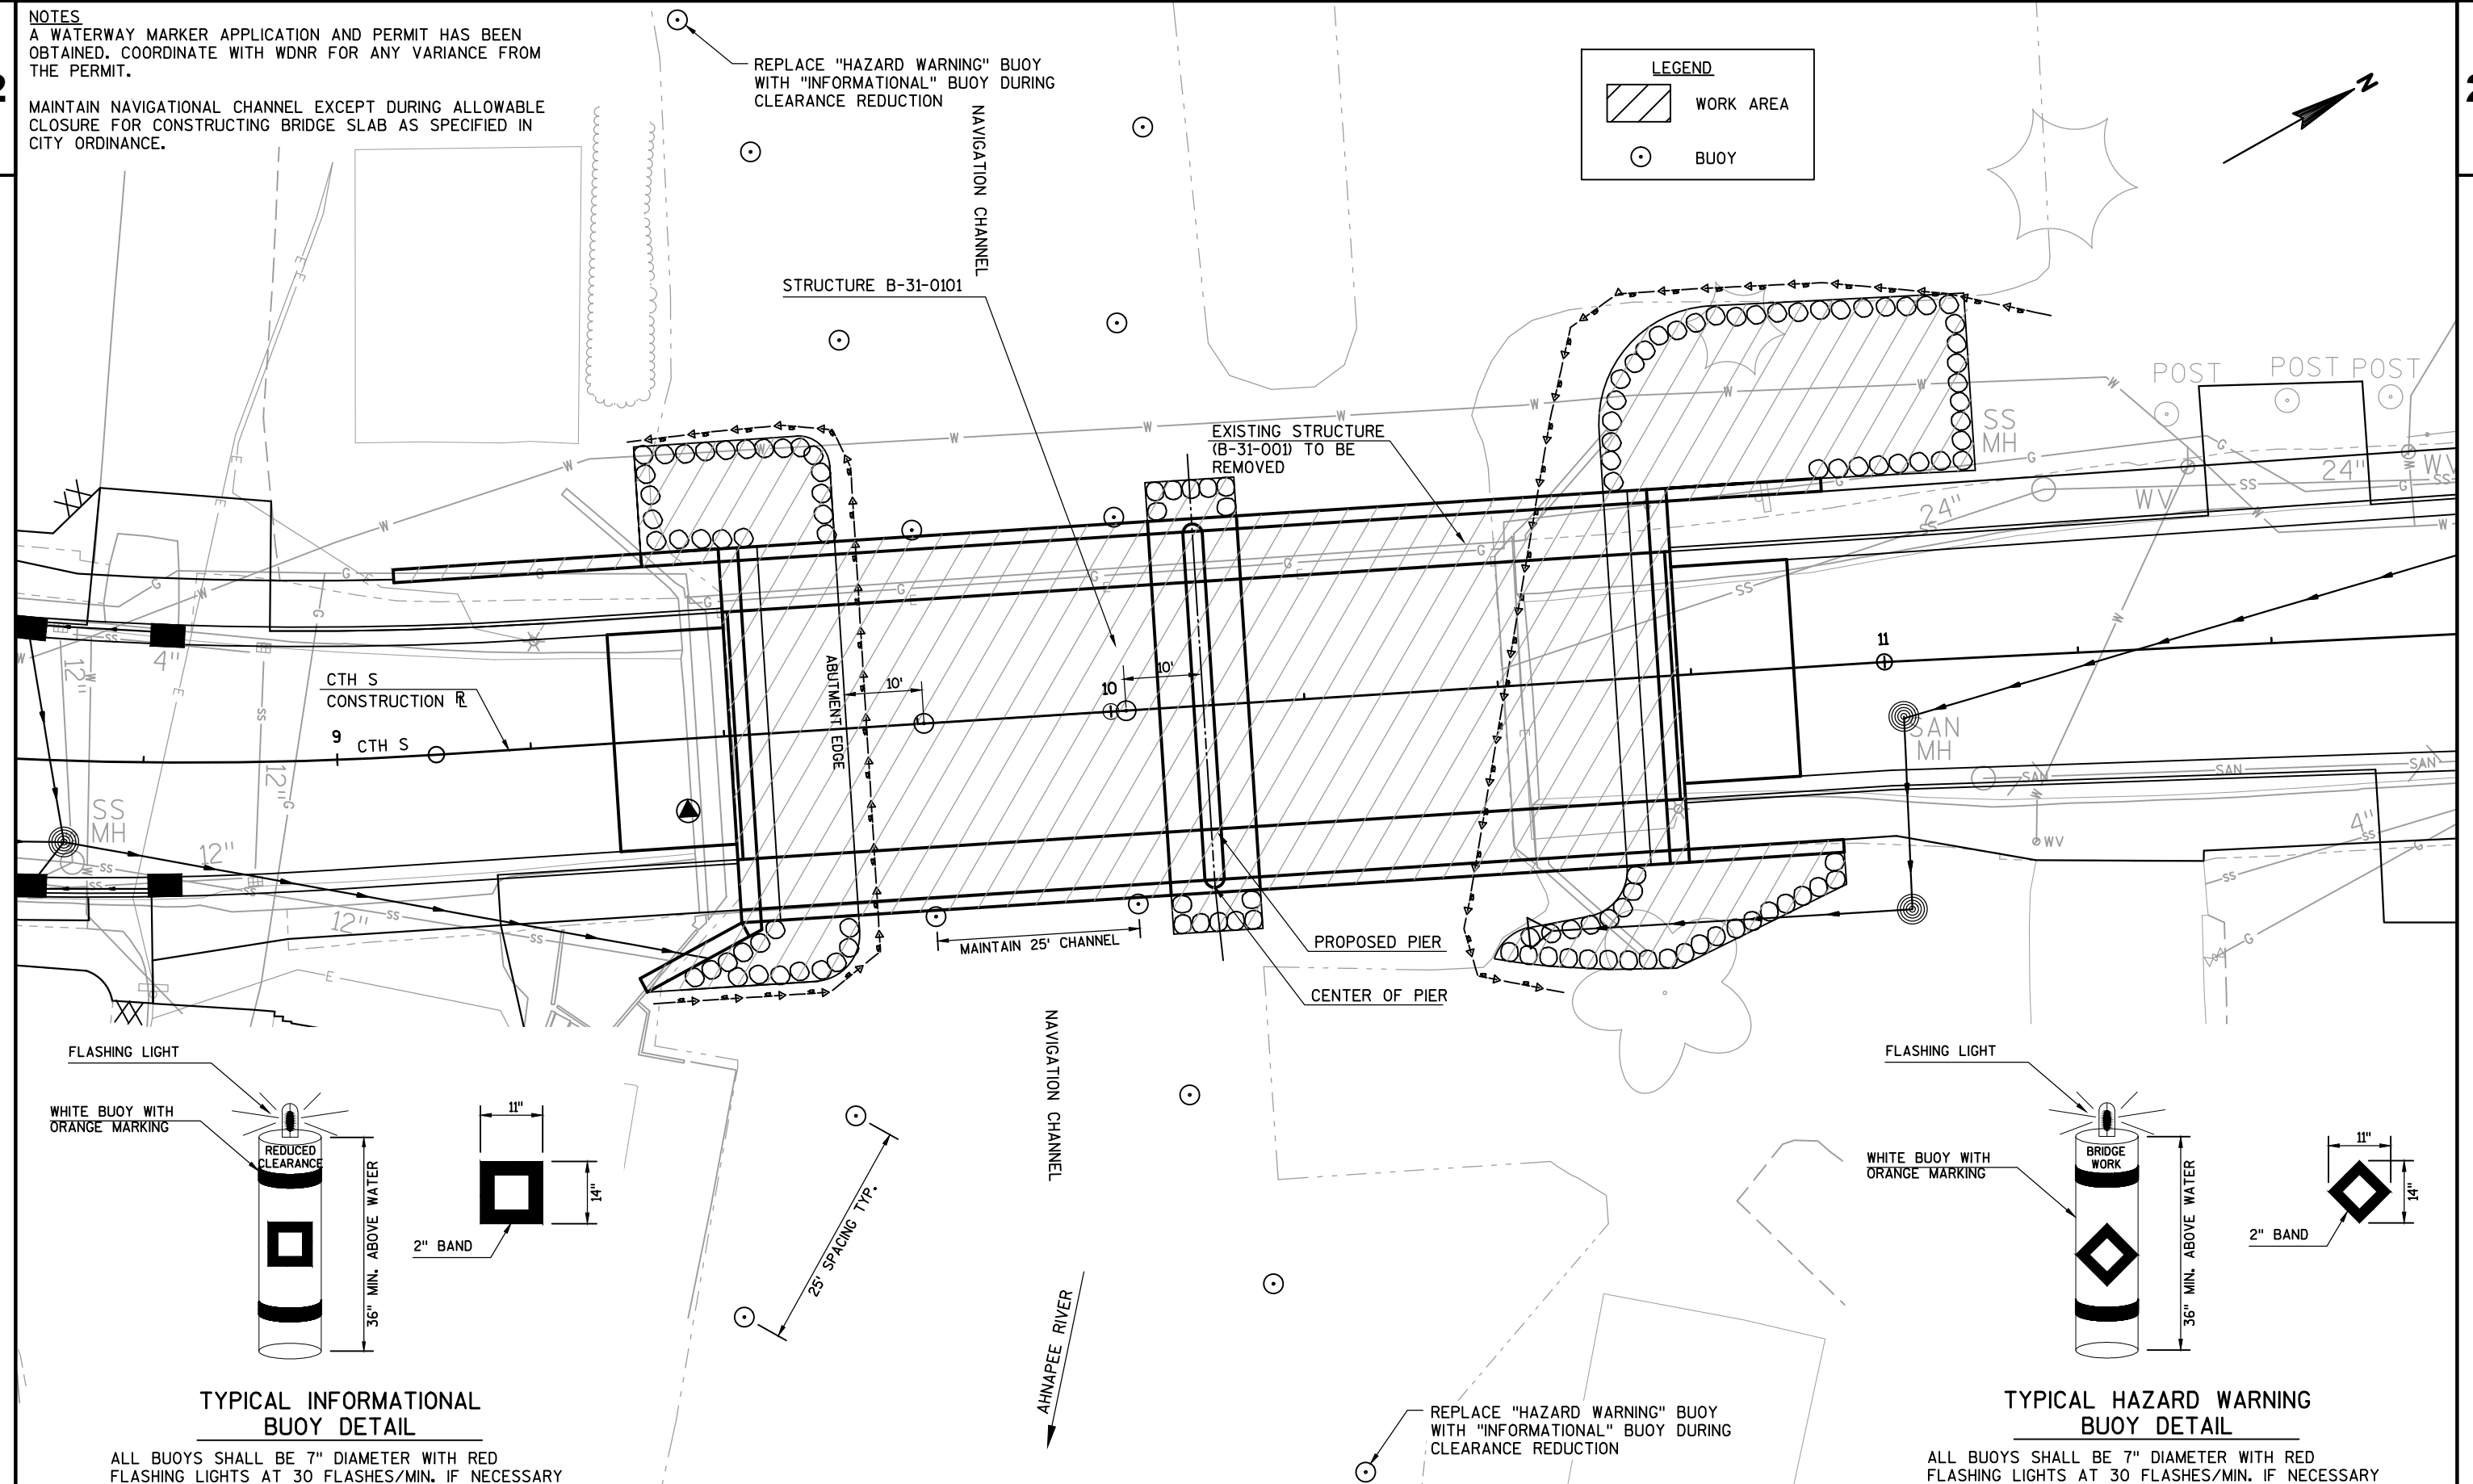 NOTES
A WATERWAY MARKER APPLICATION AND PERMIT HAS BEEN
OBTAINED. COORDINATE WITH WDNR FOR ANY VARIANCE FROM
THE PERMIT.
MAINTAIN NAVIGATIONAL CHANNEL EXCEPT DURING ALLOWABLE
CLOSURE FOR CONSTRUCTING BRIDGE SLAB AS SPECIFIED IN
CITY ORDINANCE.
REPLACE "HAZARD WARNING" BUOY
WITH "INFORMATIONAL" BUOY DURING
CLEARANCE REDUCTION
NAVIGATION CHANNEL
LEGEND
WORK AREA
BUOY
N
STRUCTURE B-31-0101
EXISTING STRUCTURE
(B-31-001) TO BE
REMOVED
POST
POST
POST
SS
MH
24"
24"
WV
WV
ABUTMENT EDGE
10'
10'
10
11
9
CTH S
CONSTRUCTION R
CTH S
4"
12"
12"
SS
MH
12"
12"
SAN
MH
SAN
SAN
SAN
WV
4"
MAINTAIN 25' CHANNEL
PROPOSED PIER
CENTER OF PIER
NAVIGATION CHANNEL
FLASHING LIGHT
WHITE BUOY WITH
ORANGE MARKING
REDUCED
CLEARANCE
36" MIN. ABOVE WATER
11"
14"
2" BAND
TYPICAL INFORMATIONAL
BUOY DETAIL
ALL BUOYS SHALL BE 7" DIAMETER WITH RED
FLASHING LIGHTS AT 30 FLASHES/MIN. IF NECESSARY
25' SPACING TYP.
AHNAPEE RIVER
REPLACE "HAZARD WARNING" BUOY
WITH "INFORMATIONAL" BUOY DURING
CLEARANCE REDUCTION
FLASHING LIGHT
WHITE BUOY WITH
ORANGE MARKING
BRIDGE
WORK
36" MIN. ABOVE WATER
11"
14"
2" BAND
TYPICAL HAZARD WARNING
BUOY DETAIL
ALL BUOYS SHALL BE 7" DIAMETER WITH RED
FLASHING LIGHTS AT 30 FLASHES/MIN. IF NECESSARY